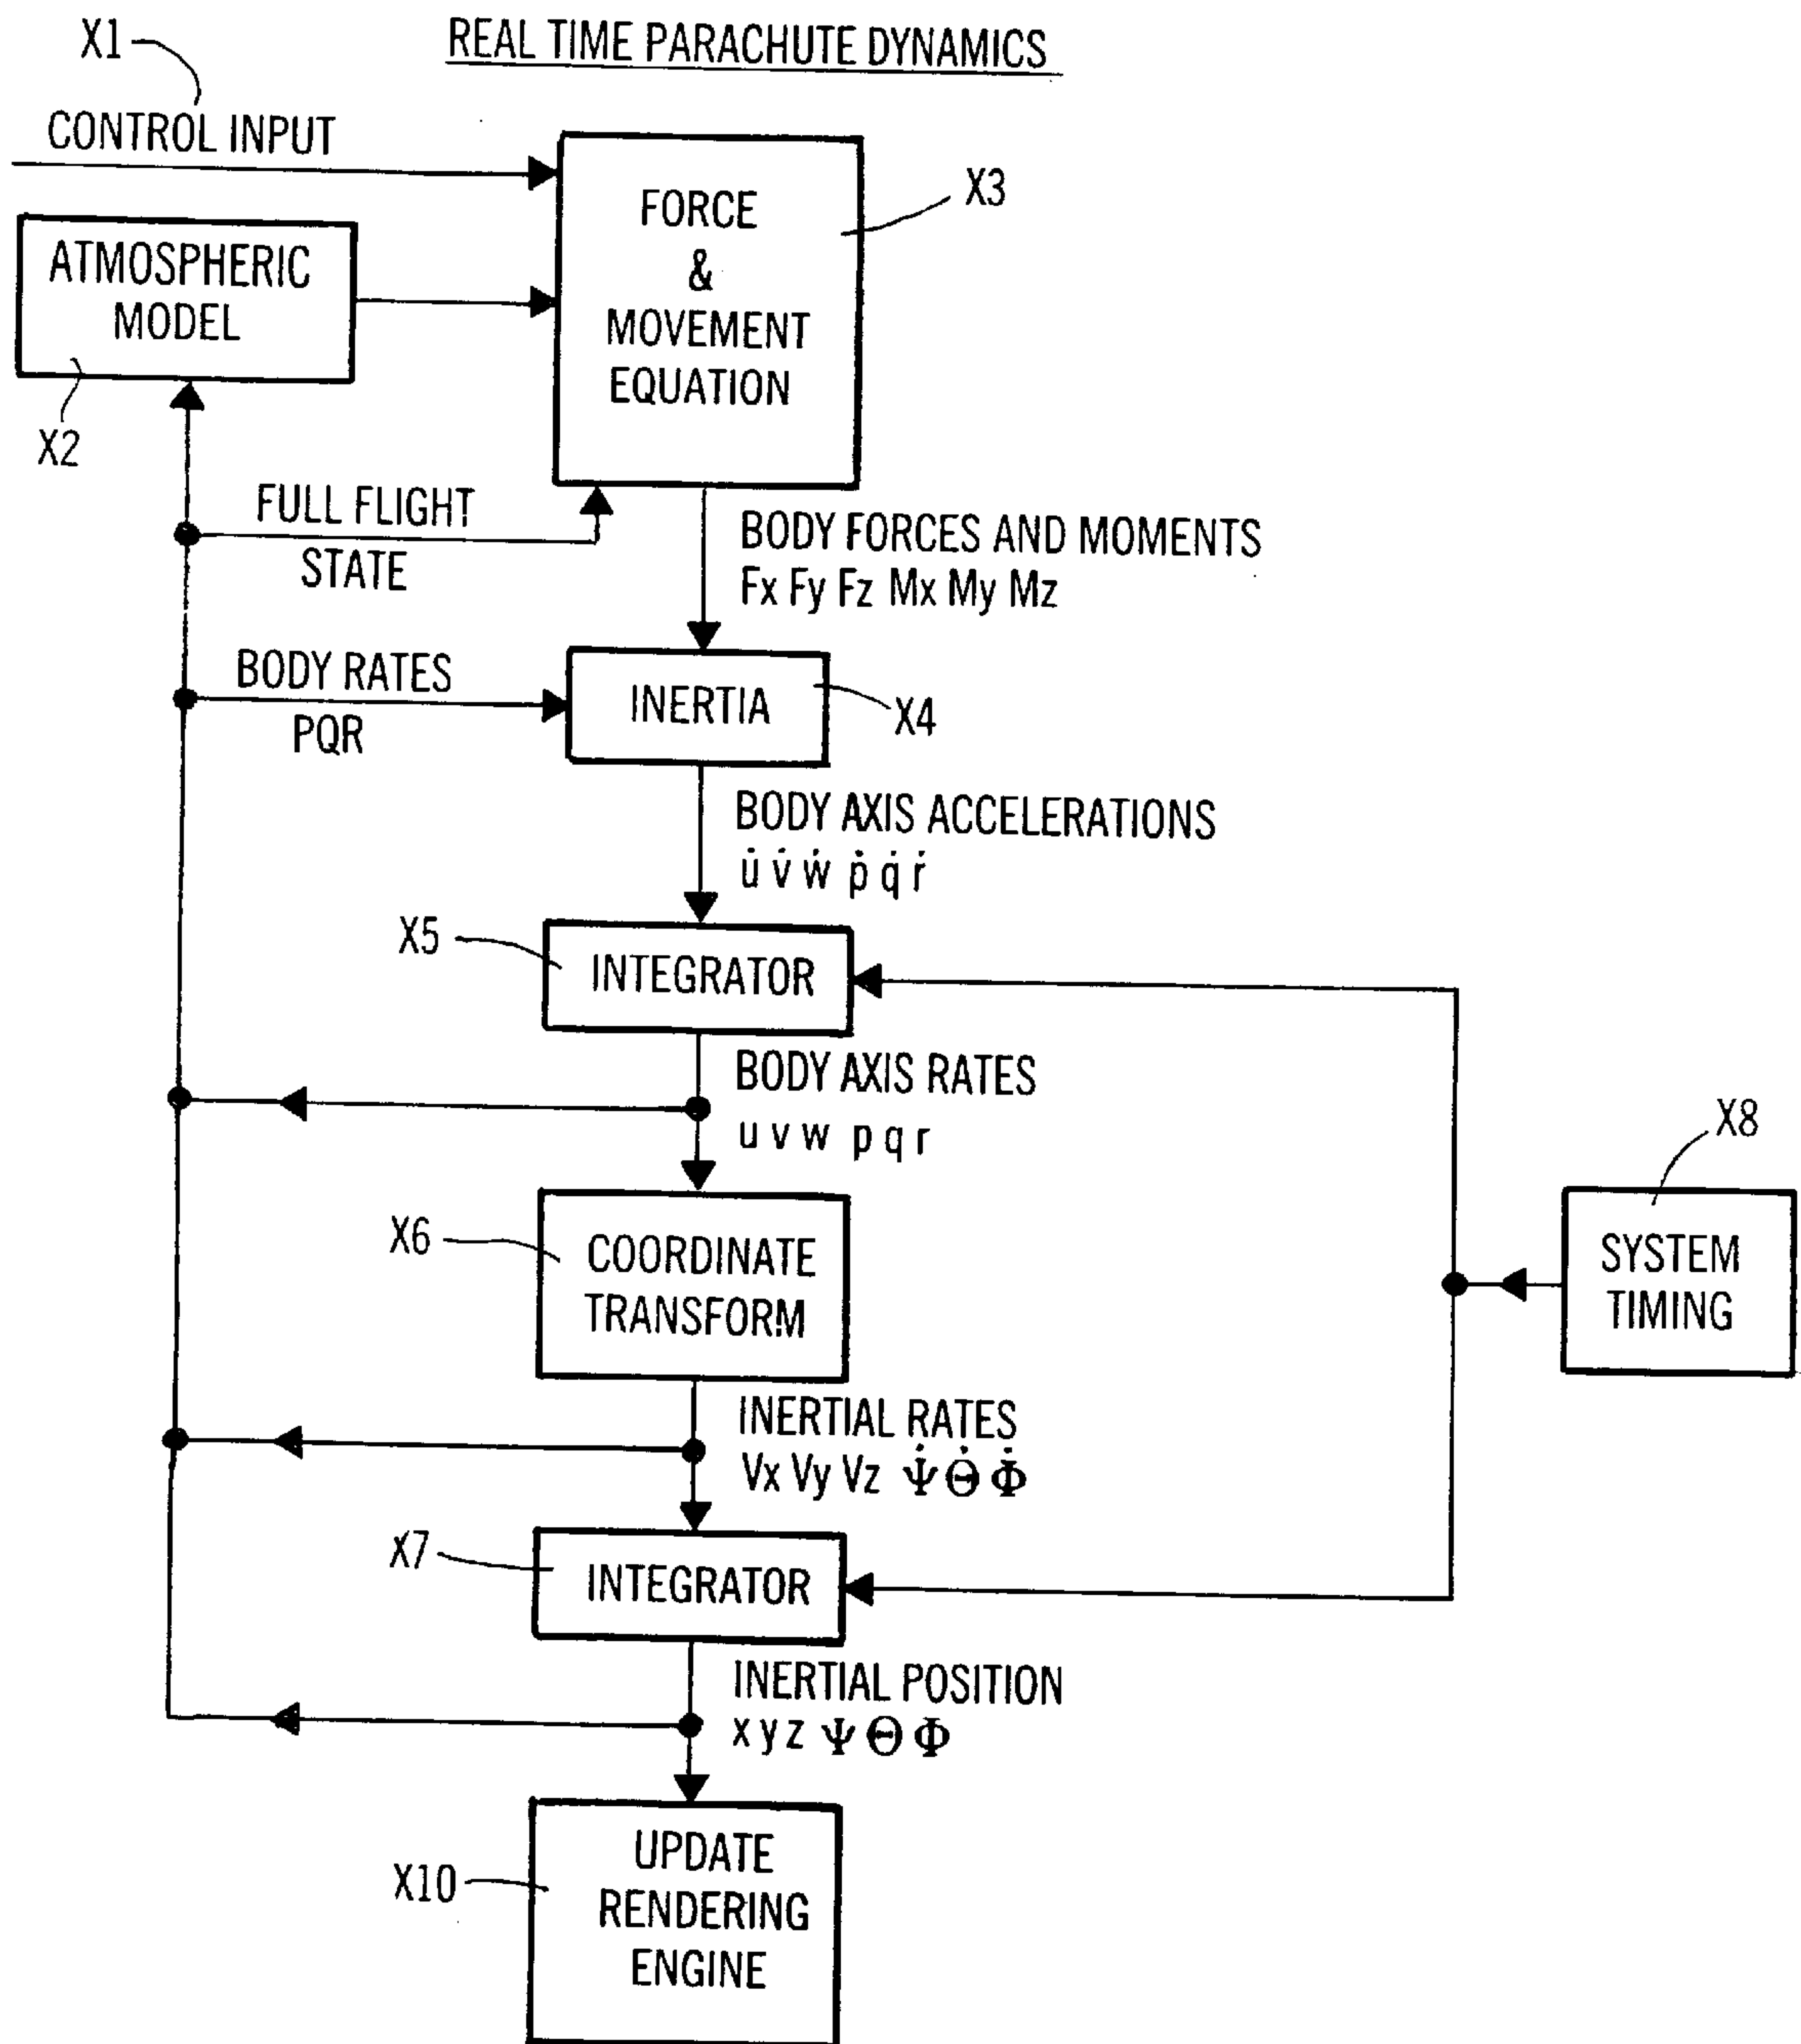 X1
REAL TIME PARACHUTE DYNAMICS
CONTROL INPUT
X3
FORCE
&
MOVEMENT
EQUATION
ATMOSPHERIC
MODEL
X2
FULL FLIGHT
STATE
BODY FORCES AND MOMENTS
Fx Fy Fz Mx My Mz
BODY RATES
PQR
INERTIA
X4
BODY AXIS ACCELERATIONS
u̇ v̇ ẇ ṗ q̇ ṙ
X5
INTEGRATOR
BODY AXIS RATES
u v w p q r
X8
SYSTEM
TIMING
X6
COORDINATE
TRANSFORM
INERTIAL RATES
Vx Vy Vz Ψ̇ Θ̇ Φ̇
X7
INTEGRATOR
INERTIAL POSITION
x y z Ψ Θ Φ
X10
UPDATE
RENDERING
ENGINE